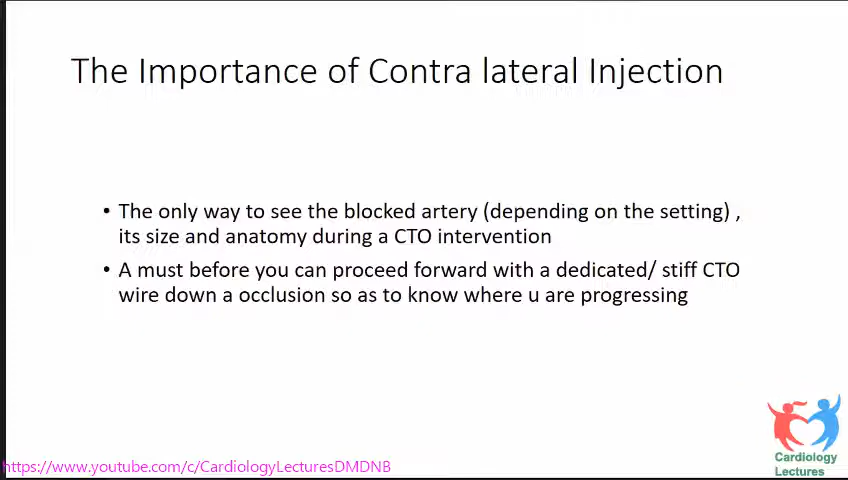 The Importance of Contra lateral Injection
• The only way to see the blocked artery (depending on the setting) ,
its size and anatomy during a CTO intervention
• A must before you can proceed forward with a dedicated/ stiff CTO
wire down a occlusion so as to know where u are progressing
Cardiology
Lectures
https://www.youtube.com/c/CardiologyLecturesDMDNB